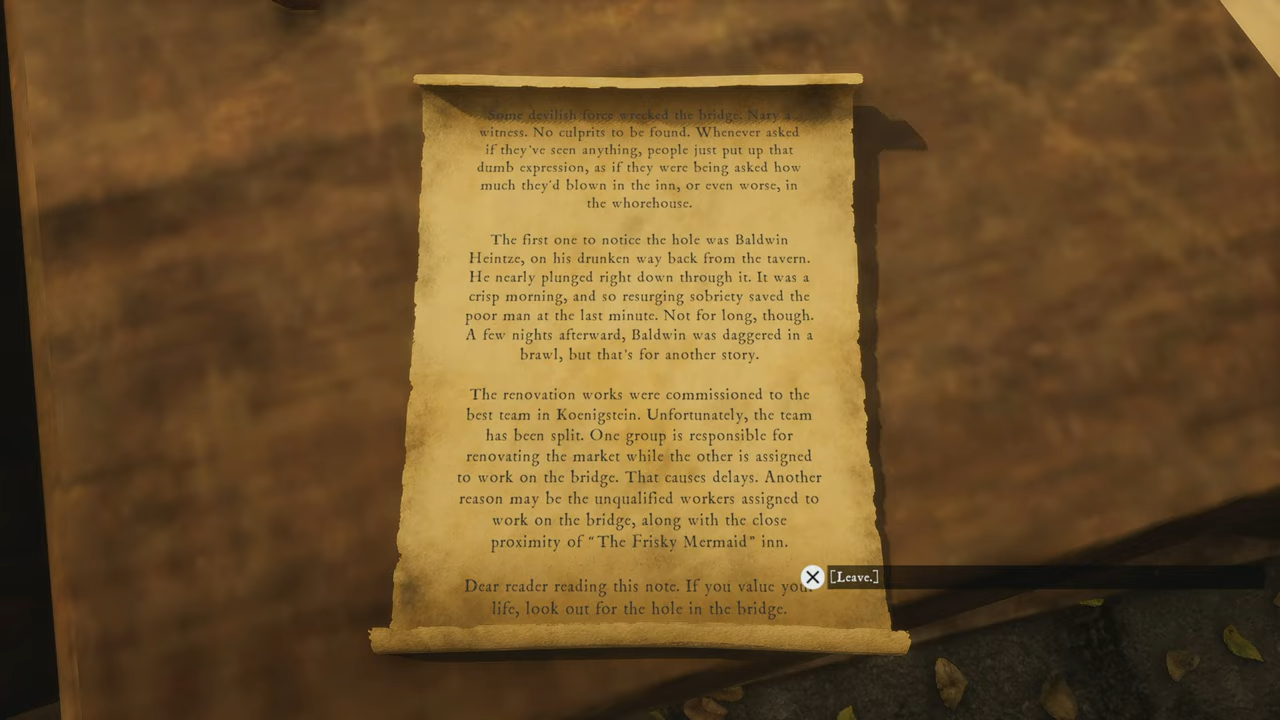 Some devilish force wrecked the bridge. Nary a
witness. No culprits to be found. Whenever asked
if they've seen anything, people just put up that
dumb expression, as if they were being asked how
much they'd blown in the inn, or even worse, in
the whorehouse.
The first one to notice the hole was Baldwin
Heintze, on his drunken way back from the tavern.
He nearly plunged right down through it. It was a
crisp morning, and so resurging sobriety saved the
poor man at the last minute. Not for long, though.
A few nights afterward, Baldwin was daggered in a
brawl, but that's for another story.
The renovation works were commissioned to the
best team in Koenigstein. Unfortunately, the team
has been split. One group is responsible for
renovating the market while the other is assigned
to work on the bridge. That causes delays. Another
reason may be the unqualified workers assigned to
work on the bridge, along with the close
proximity of "The Frisky Mermaid" inn.
Dear reader reading this note. If you value your
life, look out for the hole in the bridge.
[Leave.]